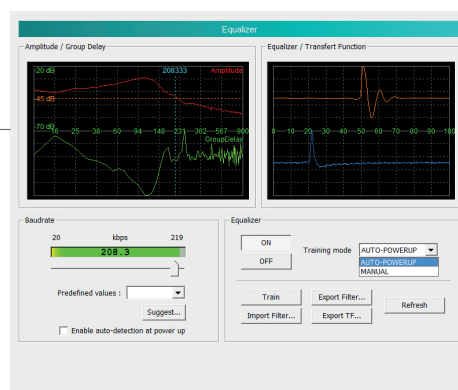 Equalizer
Amplitude / Group Delay
-20 dB
208333
Amplitude
-45 dB
-70 dB
16 25 38 60 94 148 231 362 567 900
GroupDelay
Equalizer / Transfert Function
0 10 20 30 40 50 60 70 80 90 100
Baudrate
20 kbps 219
208.3
Predefined values :
Suggest...
Enable auto-detection at power up
Equalizer
ON
OFF
Training mode
AUTO-POWERUP
AUTO-POWERUP
MANUAL
Train
Export Filter...
Refresh
Import Filter...
Export TF...